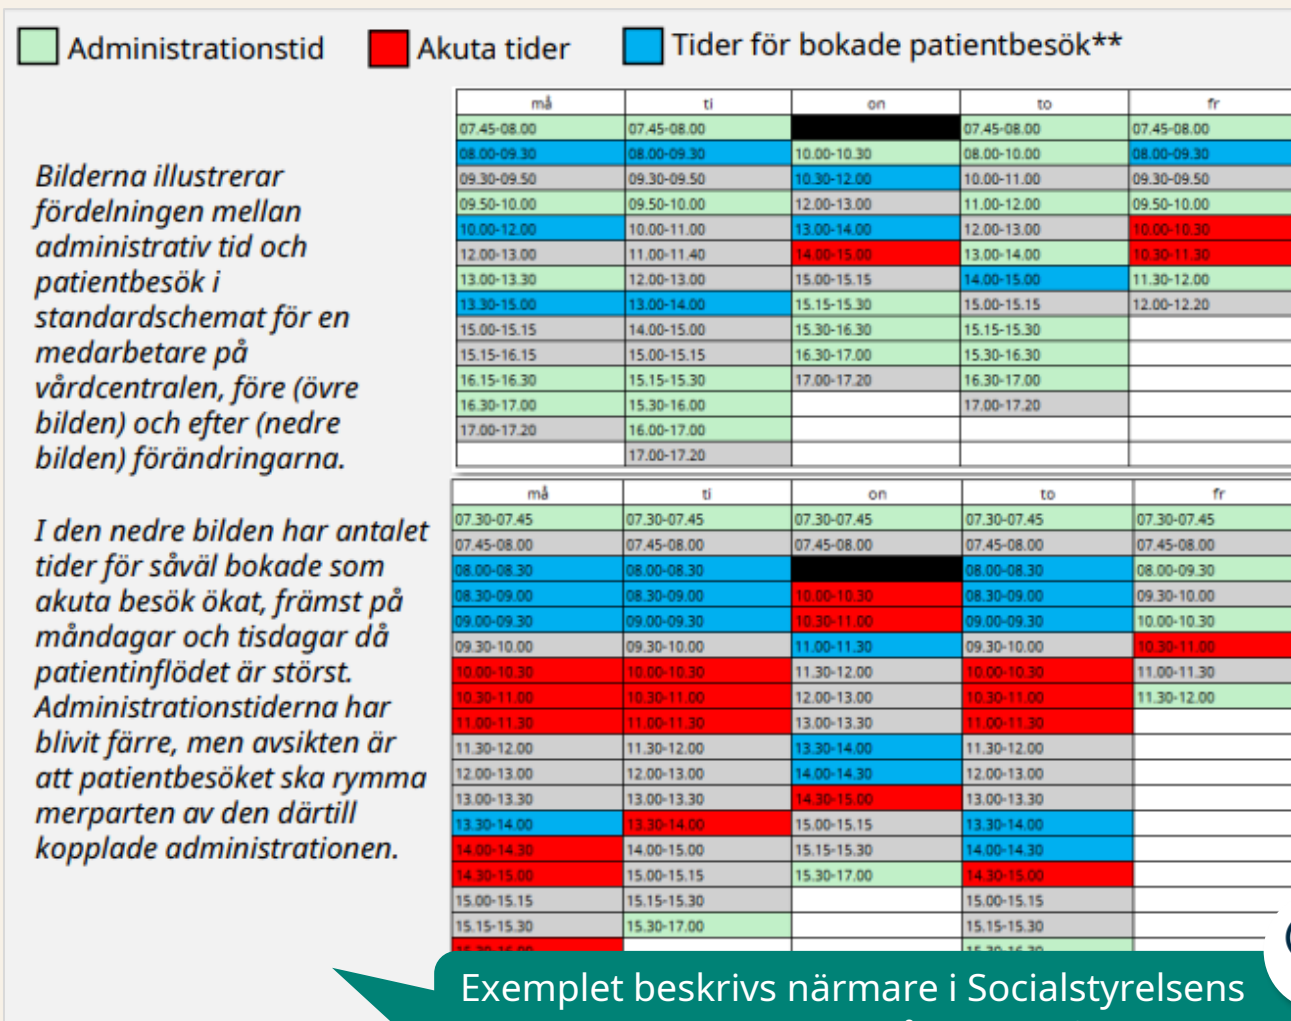 Administrationstid Akuta tider Tider för bokade patientbesök**
Bilderna illustrerar
fördelningen mellan
administrativ tid och
patientbesök i
standardschemat för en
medarbetare på
vårdcentralen, före (övre
bilden) och efter (nedre
bilden) förändringarna.
I den nedre bilden har antalet
tider för såväl bokade som
akuta besök ökat, främst på
måndagar och tisdagar då
patientinflödet är störst.
Administrationstiderna har
blivit färre, men avsikten är
att patientbesöket ska rymma
merparten av den därtill
kopplade administrationen.
må ti on to fr
07.45-08.00 07.45-08.00 07.45-08.00 07.45-08.00
08.00-09.30 08.00-09.30 10.00-10.30 08.00-10.00 08.00-09.30
09.30-09.50 09.30-09.50 10.30-12.00 10.00-11.00 09.30-09.50
09.50-10.00 09.50-10.00 12.00-13.00 11.00-12.00 09.50-10.00
10.00-12.00 10.00-11.00 13.00-14.00 12.00-13.00 10.00-10.30
12.00-13.00 11.00-11.40 14.00-15.00 13.00-14.00 10.30-11.30
13.00-13.30 12.00-13.00 15.00-15.15 14.00-15.00 11.30-12.00
13.30-15.00 13.00-14.00 15.15-15.30 15.00-15.15 12.00-12.20
15.00-15.15 14.00-15.00 15.30-16.30 15.15-15.30
15.15-16.15 15.00-15.15 16.30-17.00 15.30-16.30
16.15-16.30 15.15-15.30 17.00-17.20 16.30-17.00
16.30-17.00 15.30-16.00 17.00-17.20
17.00-17.20 16.00-17.00
17.00-17.20
må ti on to fr
07.30-07.45 07.30-07.45 07.30-07.45 07.30-07.45 07.30-07.45
07.45-08.00 07.45-08.00 07.45-08.00 07.45-08.00 07.45-08.00
08.00-08.30 08.00-08.30 08.00-08.30 08.00-09.30
08.30-09.00 08.30-09.00 10.00-10.30 08.30-09.00 09.30-10.00
09.00-09.30 09.00-09.30 10.30-11.00 09.00-09.30 10.00-10.30
09.30-10.00 09.30-10.00 11.00-11.30 09.30-10.00 10.30-11.00
10.00-10.30 10.00-10.30 11.30-12.00 10.00-10.30 11.00-11.30
10.30-11.00 10.30-11.00 12.00-13.00 10.30-11.00 11.30-12.00
11.00-11.30 11.00-11.30 13.00-13.30 11.00-11.30
11.30-12.00 11.30-12.00 13.30-14.00 11.30-12.00
12.00-13.00 12.00-13.00 14.00-14.30 12.00-13.00
13.00-13.30 13.00-13.30 14.30-15.00 13.00-13.30
13.30-14.00 13.30-14.00 15.00-15.15 13.30-14.00
14.00-14.30 14.00-15.00 15.15-15.30 14.00-14.30
14.30-15.00 15.00-15.15 15.30-17.00 14.30-15.00
15.00-15.15 15.15-15.30 15.00-15.15
15.15-15.30 15.30-17.00 15.15-15.30
Exemplet beskrivs närmare i Socialstyrelsens